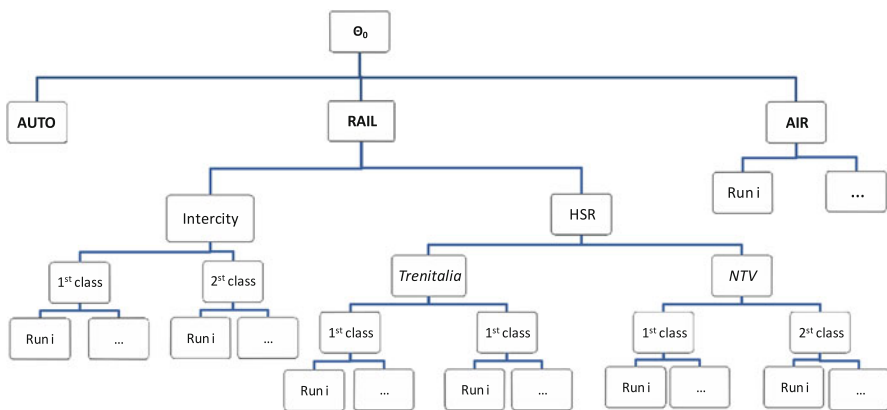 Θ₀
AUTO
RAIL
AIR
Run i
...
Intercity
HSR
1st class
2st class
Trenitalia
NTV
Run i
...
Run i
...
1st class
1st class
1st class
2st class
Run i
...
Run i
...
Run i
...
Run i
...